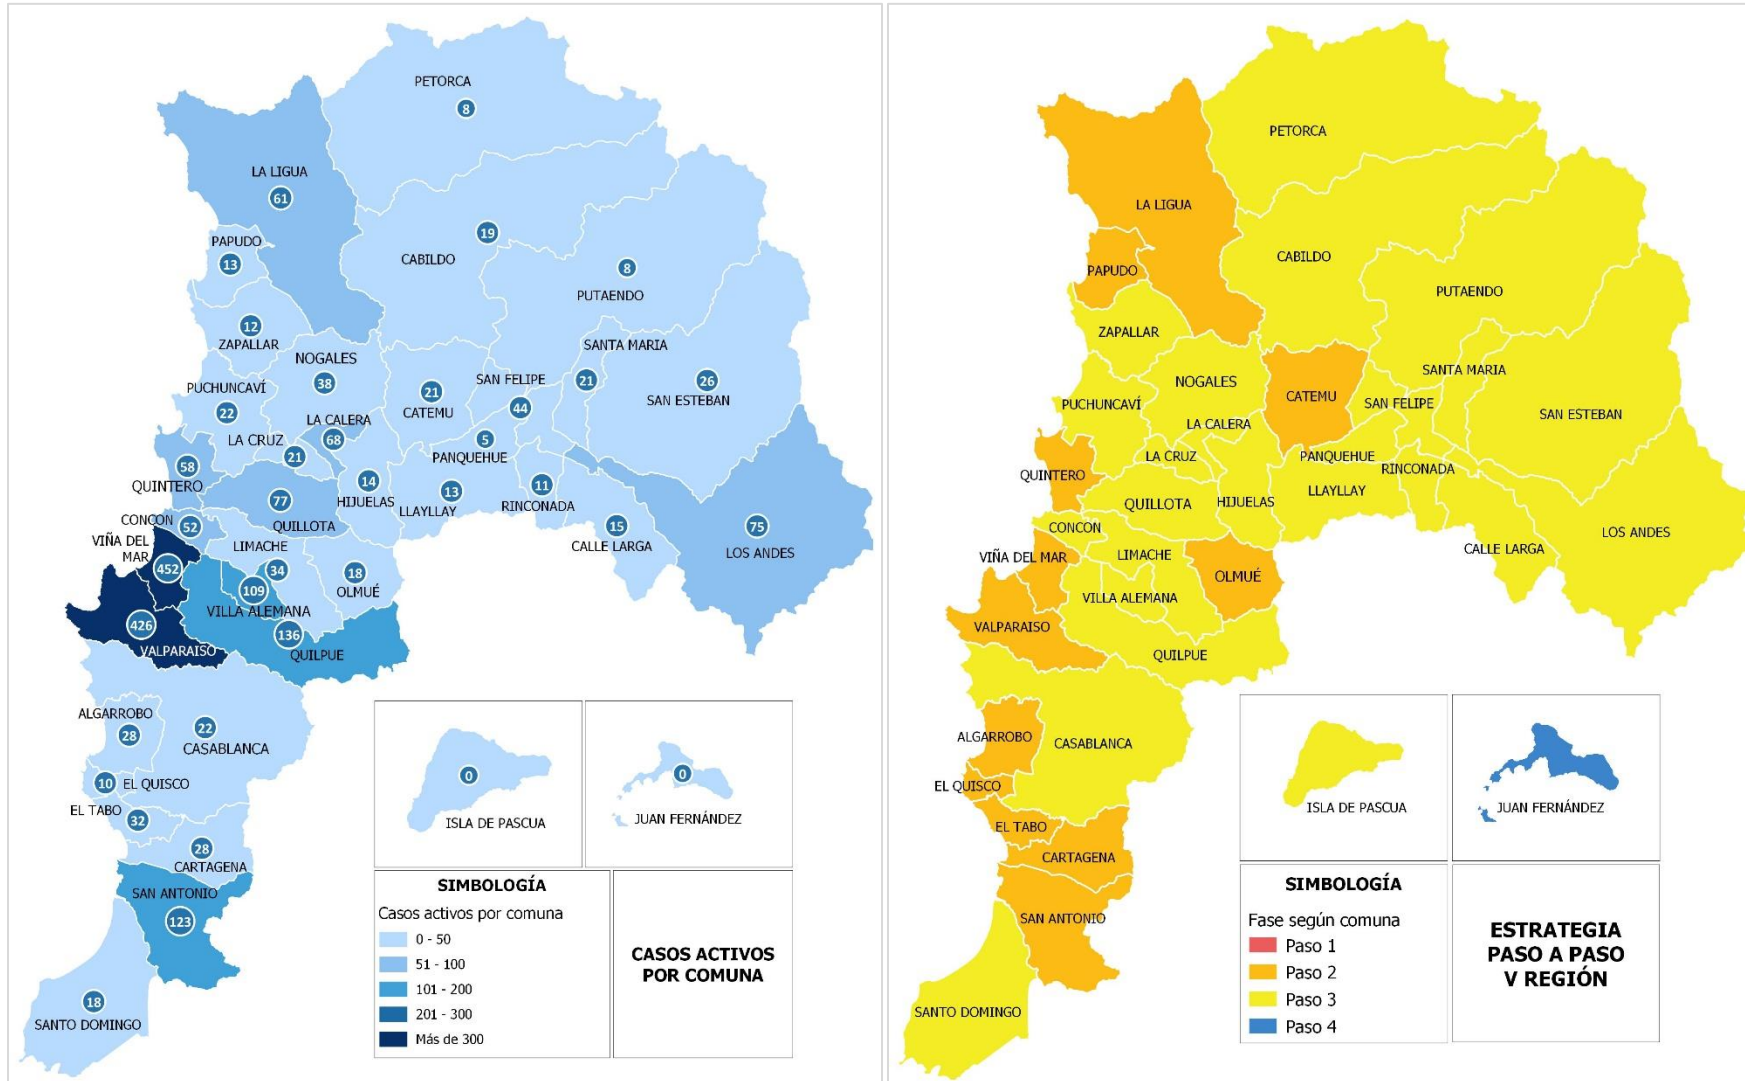 PETORCA
8
LA LIGUA
61
PAPUDO
13
19
CABILDO
8
PUTAENDO
12
ZAPALLAR
NOGALES
38
SANTA MARIA
21
SAN FELIPE
44
26
SAN ESTEBAN
PUCHUNCAVÍ
22
21
CATEMU
LA CALERA
68
LA CRUZ
21
5
PANQUEHUE
58
QUINTERO
77
QUILLOTA
14
HIJUELAS
13
LLAYLLAY
11
RINCONADA
15
CALLE LARGA
75
LOS ANDES
CONCON
52
VIÑA DEL
MAR
452
LIMACHE
34
18
OLMUÉ
109
VILLA ALEMANA
136
QUILPUE
426
VALPARAISO
ALGARROBO
28
22
CASABLANCA
10
EL QUISCO
EL TABO
32
28
CARTAGENA
SAN ANTONIO
123
18
SANTO DOMINGO
0
ISLA DE PASCUA
0
JUAN FERNÁNDEZ
SIMBOLOGÍA
Casos activos por comuna
0 - 50
51 - 100
101 - 200
201 - 300
Más de 300
CASOS ACTIVOS
POR COMUNA
PETORCA
LA LIGUA
PAPUDO
CABILDO
PUTAENDO
ZAPALLAR
NOGALES
SANTA MARIA
CATEMU
SAN FELIPE
SAN ESTEBAN
PUCHUNCAVÍ
LA CALERA
LA CRUZ
PANQUEHUE
RINCONADA
QUINTERO
QUILLOTA
HIJUELAS
LLAYLLAY
CONCON
LOS ANDES
CALLE LARGA
VIÑA DEL MAR
LIMACHE
OLMUÉ
VILLA ALEMANA
VALPARAISO
QUILPUE
ALGARROBO
CASABLANCA
EL QUISCO
EL TABO
CARTAGENA
SAN ANTONIO
SANTO DOMINGO
ISLA DE PASCUA
JUAN FERNÁNDEZ
SIMBOLOGÍA
Fase según comuna
Paso 1
Paso 2
Paso 3
Paso 4
ESTRATEGIA
PASO A PASO
V REGIÓN